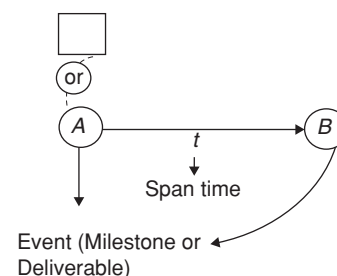 or
A
B
t
Span time
Event (Milestone or
Deliverable)